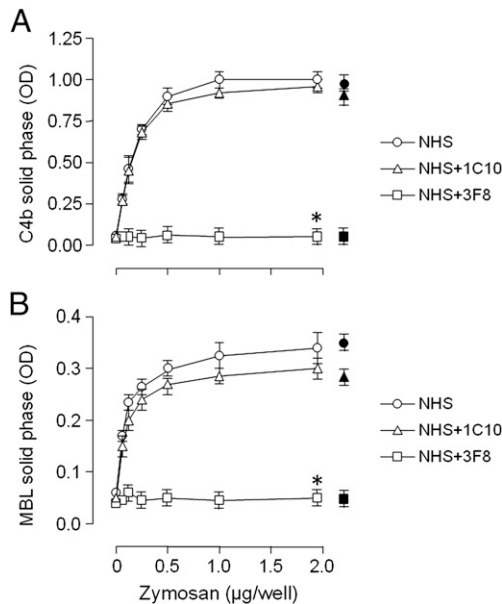 A
1.25
1.00
0.75
0.50
0.25
0.00
C4b solid phase (OD)
*
NHS
NHS+1C10
NHS+3F8
B
0.4
0.3
0.2
0.1
0.0
MBL solid phase (OD)
*
NHS
NHS+1C10
NHS+3F8
0 0.5 1.0 1.5 2.0
Zymosan (µg/well)